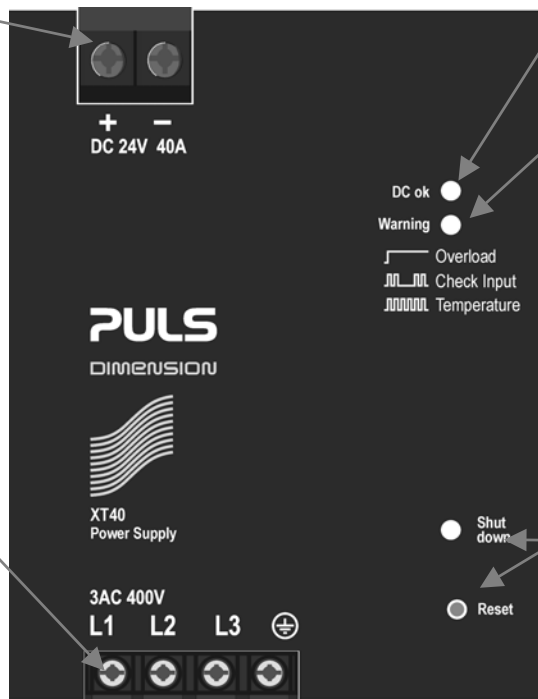 + −
DC 24V 40A
DC ok
Warning
Overload
Check Input
Temperature
PULS
DIMENSION
XT40
Power Supply
Shut
down
Reset
3AC 400V
L1 L2 L3